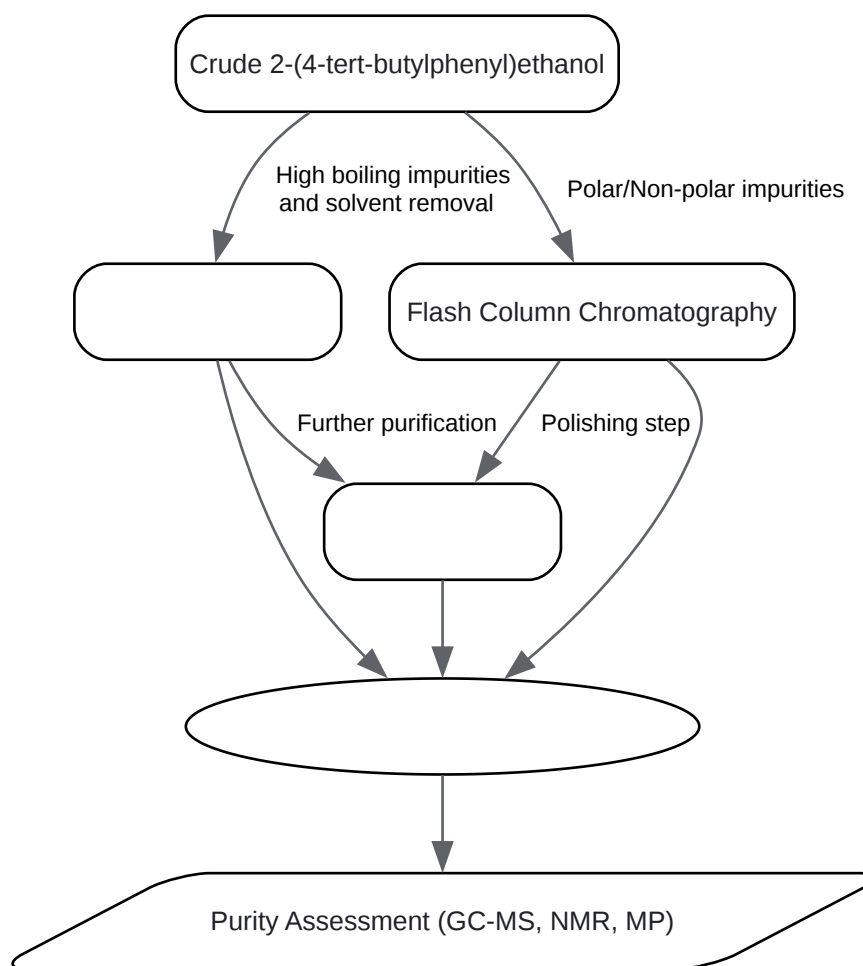 Crude 2-(4-tert-butylphenyl)ethanol
High boiling impurities
and solvent removal
Polar/Non-polar impurities
Flash Column Chromatography
Further purification
Polishing step
Purity Assessment (GC-MS, NMR, MP)